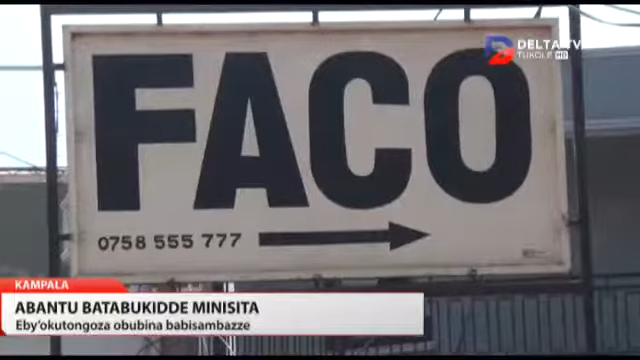 DELTA TV
TUKOLE HD
FACO
0758 555 777
KAMPALA
ABANTU BATABUKIDDE MINISITA
Eby'okutongoza obubina babisambazze